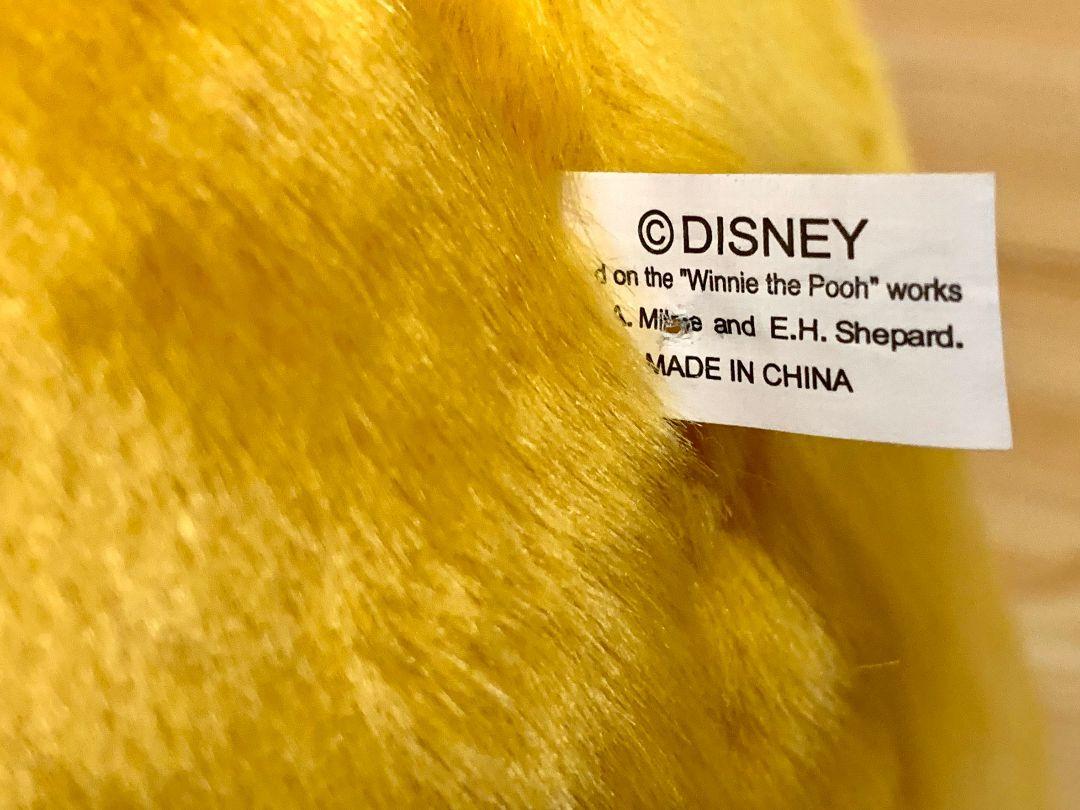 ©DISNEY
on the "Winnie the Pooh" works
and E.H. Shepard.
MADE IN CHINA